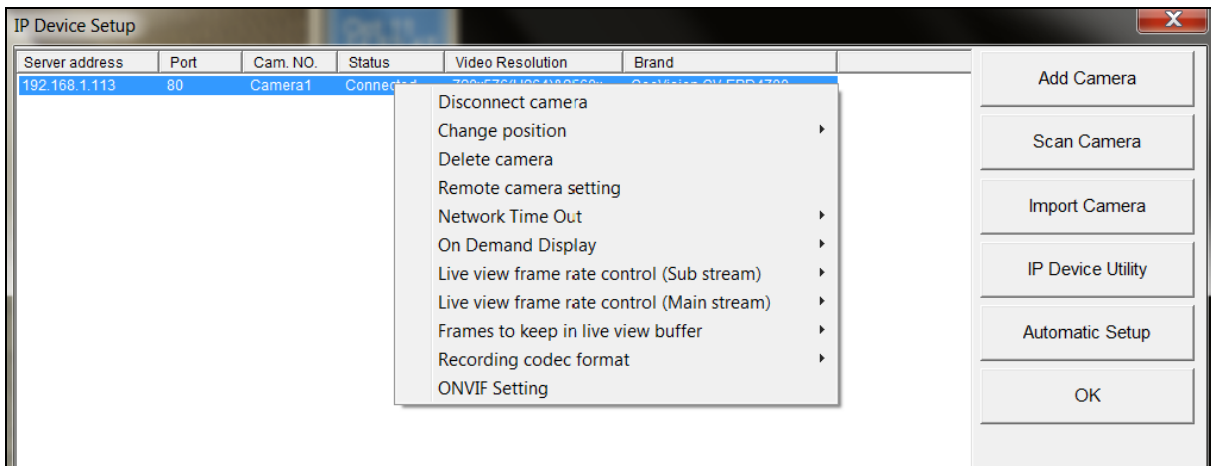 IP Device Setup
Server address Port Cam. NO. Status Video Resolution Brand
192.168.1.113 80 Camera1
Disconnect camera
Change position
Delete camera
Remote camera setting
Network Time Out
On Demand Display
Live view frame rate control (Sub stream)
Live view frame rate control (Main stream)
Frames to keep in live view buffer
Recording codec format
ONVIF Setting
Add Camera
Scan Camera
Import Camera
IP Device Utility
Automatic Setup
OK